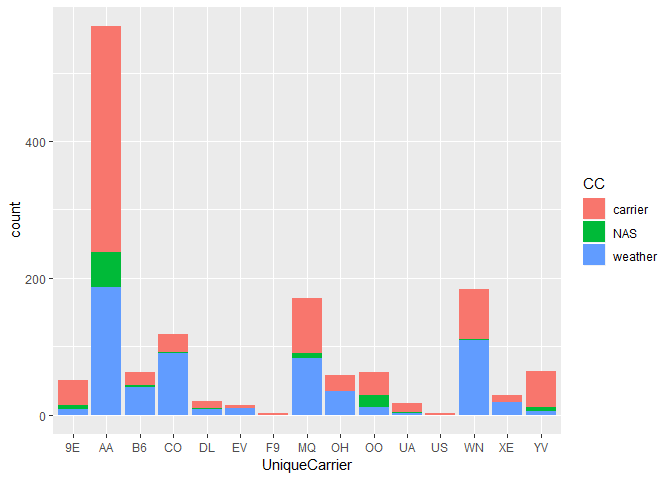 400
200
0
count
9E AA B6 CO DL EV F9 MQ OH OO UA US WN XE YV
UniqueCarrier
CC
carrier
NAS
weather